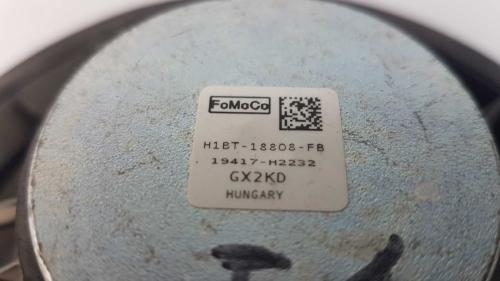 FoMoCo
H1BT-18808-FB
19417-H2232
GX2KD
HUNGARY